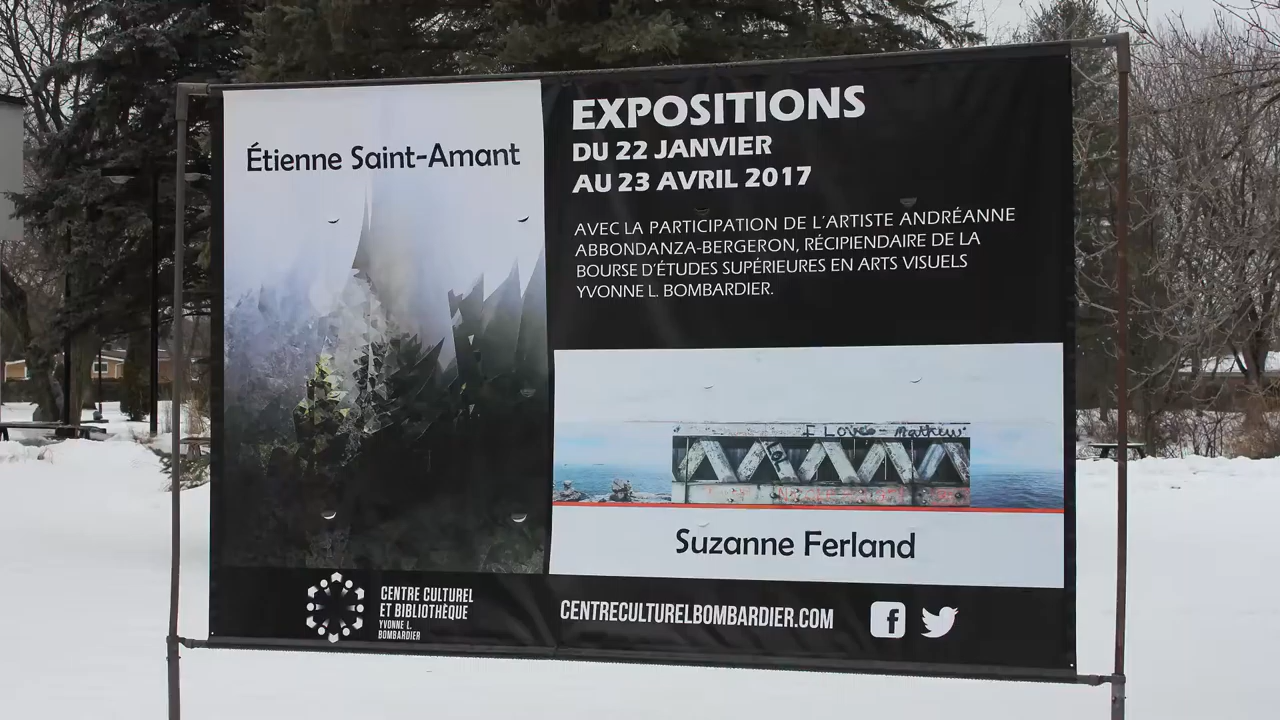 Étienne Saint-Amant
EXPOSITIONS
DU 22 JANVIER
AU 23 AVRIL 2017
AVEC LA PARTICIPATION DE L'ARTISTE ANDRÉANNE
ABBONDANZA-BERGERON, RÉCIPIENDAIRE DE LA
BOURSE D'ÉTUDES SUPÉRIEURES EN ARTS VISUELS
YVONNE L. BOMBARDIER.
I Love - Mathew
Suzanne Ferland
CENTRE CULTUREL
ET BIBLIOTHÈQUE
YVONNE L.
BOMBARDIER
CENTRECULTURELBOMBARDIER.COM
f